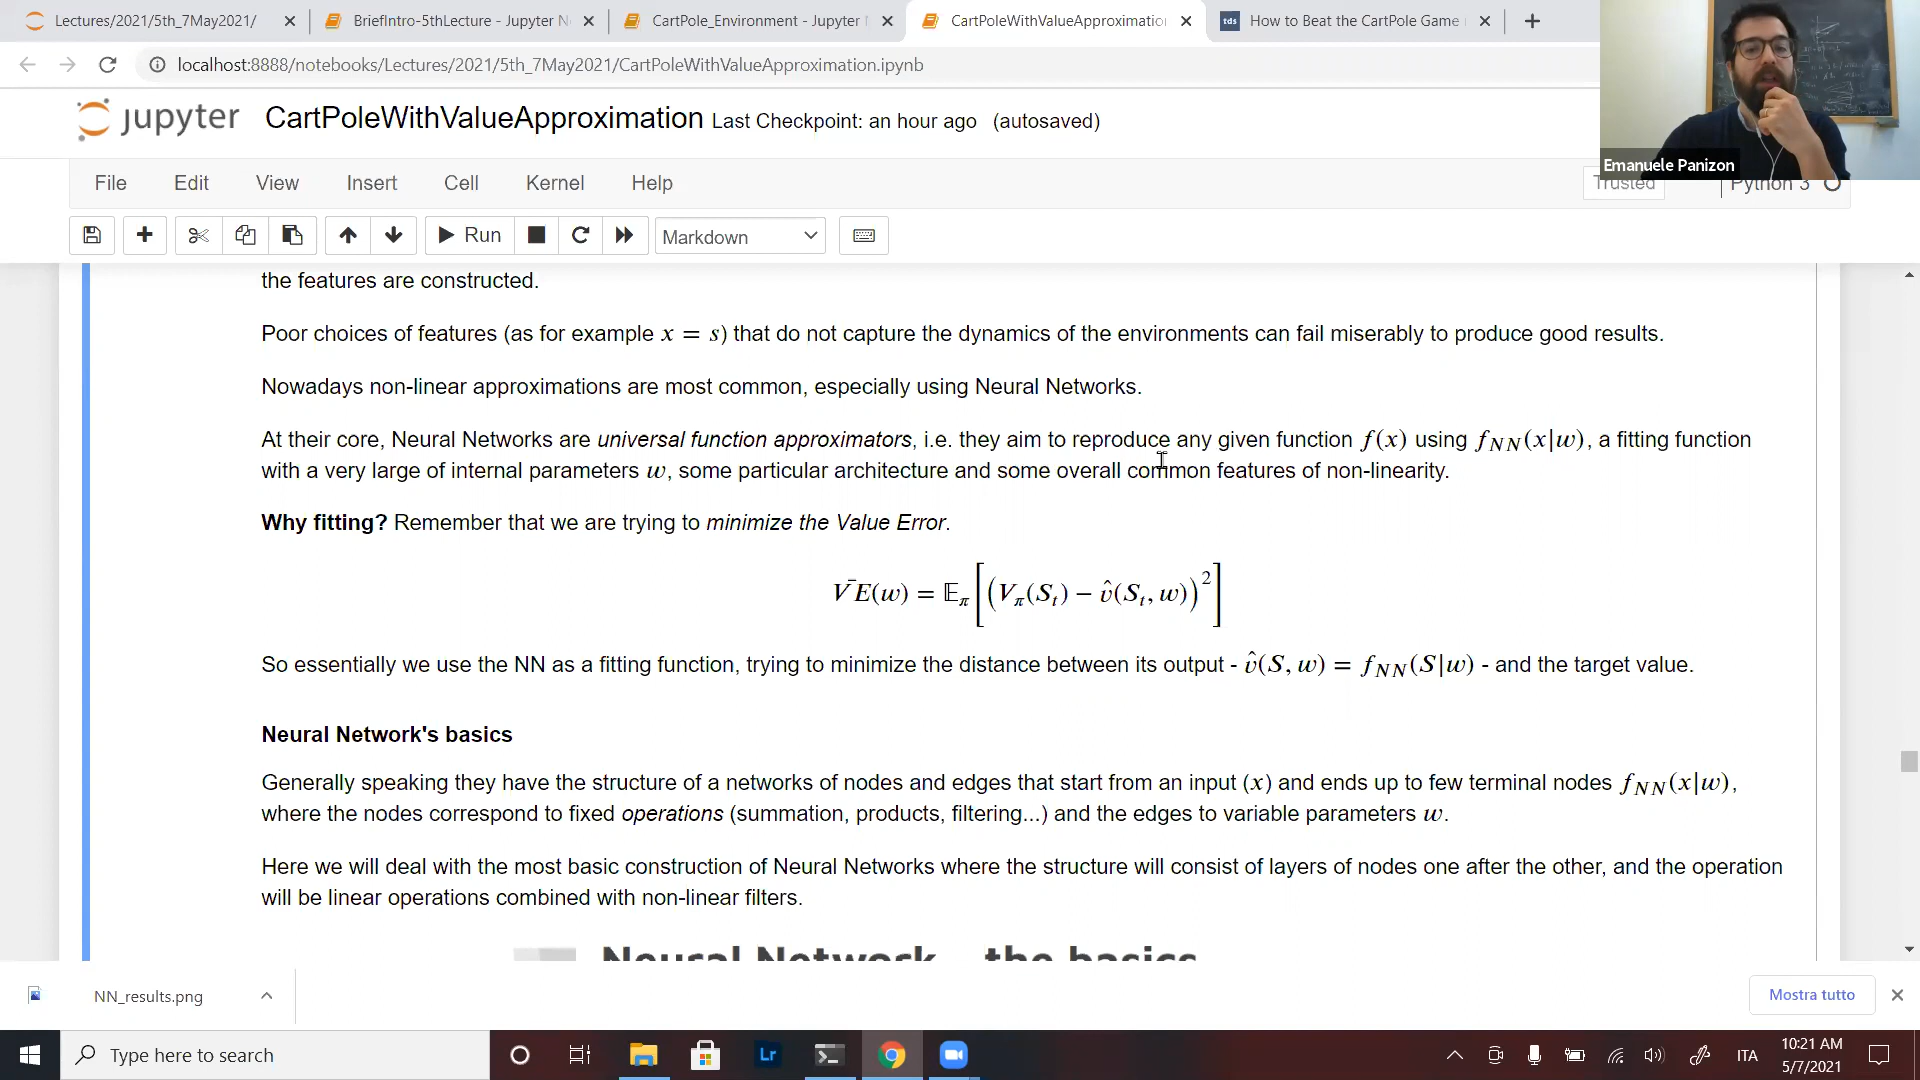 Lectures/2021/5th_7May2021/
BriefIntro-5thLecture - Jupyter N
CartPole_Environment - Jupyter
CartPoleWithValueApproximatio
tds How to Beat the CartPole Game
localhost:8888/notebooks/Lectures/2021/5th_7May2021/CartPoleWithValueApproximation.ipynb
jupyter CartPoleWithValueApproximation Last Checkpoint: an hour ago (autosaved)
Emanuele Panizon
File Edit View Insert Cell Kernel Help Trusted Python 3
Run Markdown
the features are constructed.
Poor choices of features (as for example x = s) that do not capture the dynamics of the environments can fail miserably to produce good results.
Nowadays non-linear approximations are most common, especially using Neural Networks.
At their core, Neural Networks are universal function approximators, i.e. they aim to reproduce any given function f(x) using f_NN(x|w), a fitting function
with a very large of internal parameters w, some particular architecture and some overall common features of non-linearity.
Why fitting? Remember that we are trying to minimize the Value Error.
V̄E(w) = 𝔼_π[(V_π(S_t) − v̂(S_t, w))²]
So essentially we use the NN as a fitting function, trying to minimize the distance between its output - v̂(S, w) = f_NN(S|w) - and the target value.
Neural Network's basics
Generally speaking they have the structure of a networks of nodes and edges that start from an input (x) and ends up to few terminal nodes f_NN(x|w),
where the nodes correspond to fixed operations (summation, products, filtering...) and the edges to variable parameters w.
Here we will deal with the most basic construction of Neural Networks where the structure will consist of layers of nodes one after the other, and the operation
will be linear operations combined with non-linear filters.
Neural Network - the basics
NN_results.png
Mostra tutto
Type here to search
Lr
ITA
10:21 AM
5/7/2021